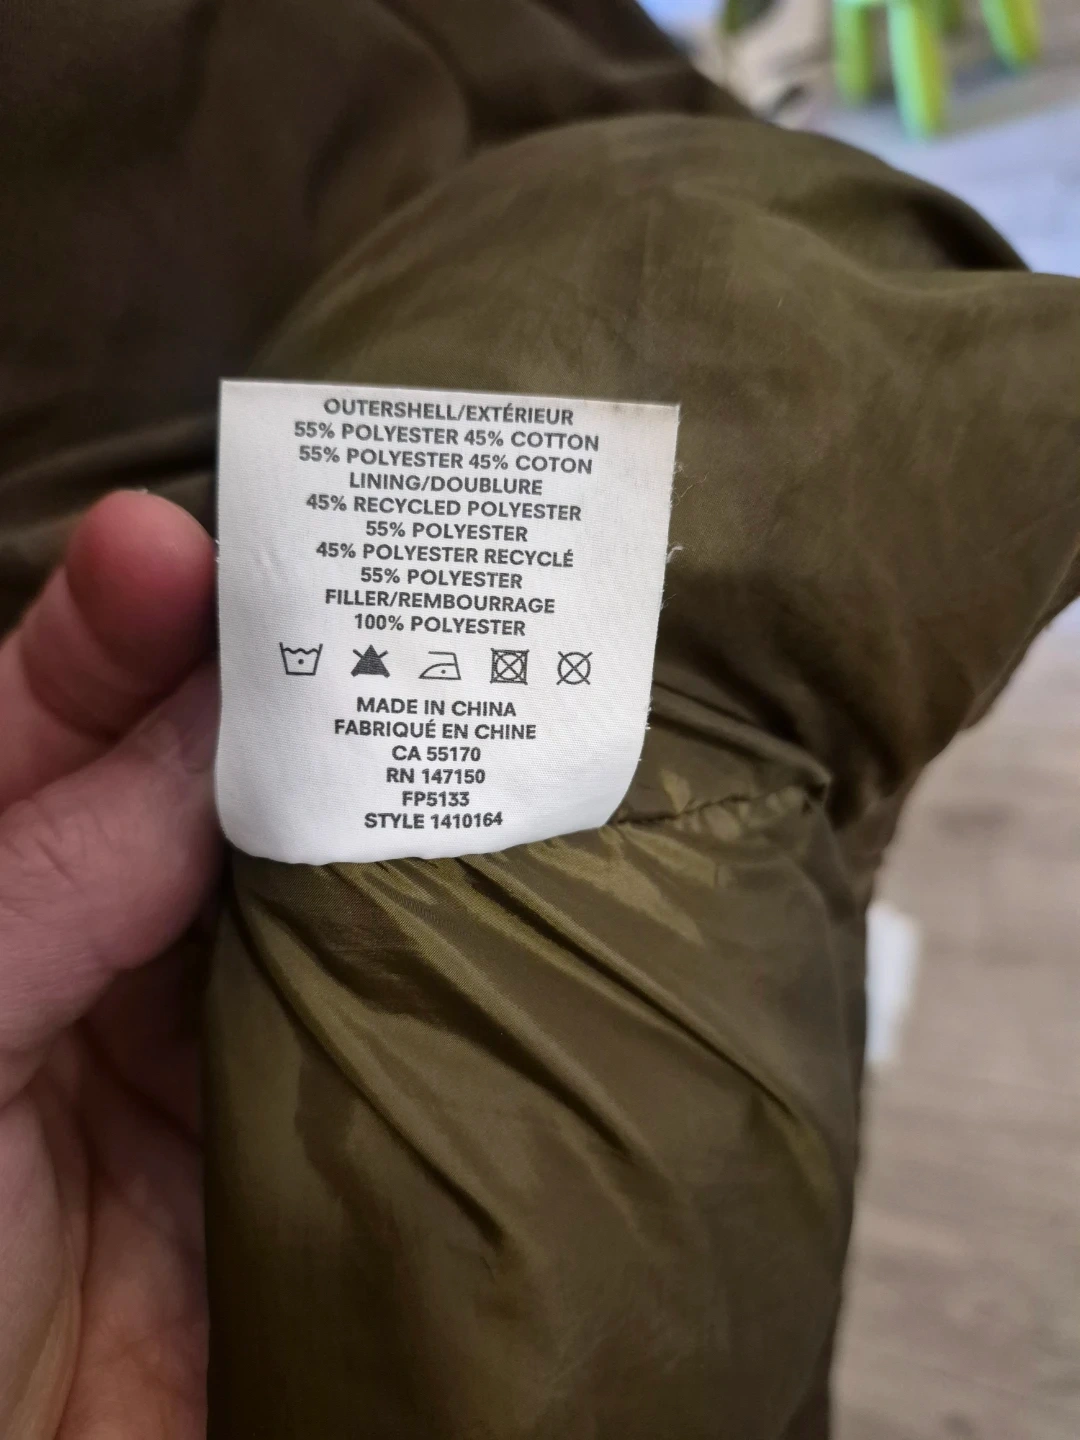 OUTERSHELL/EXTÉRIEUR
55% POLYESTER 45% COTTON
55% POLYESTER 45% COTON
LINING/DOUBLURE
45% RECYCLED POLYESTER
55% POLYESTER
45% POLYESTER RECYCLÉ
55% POLYESTER
FILLER/REMBOURRAGE
100% POLYESTER
MADE IN CHINA
FABRIQUÉ EN CHINE
CA 55170
RN 147150
FP5133
STYLE 1410164